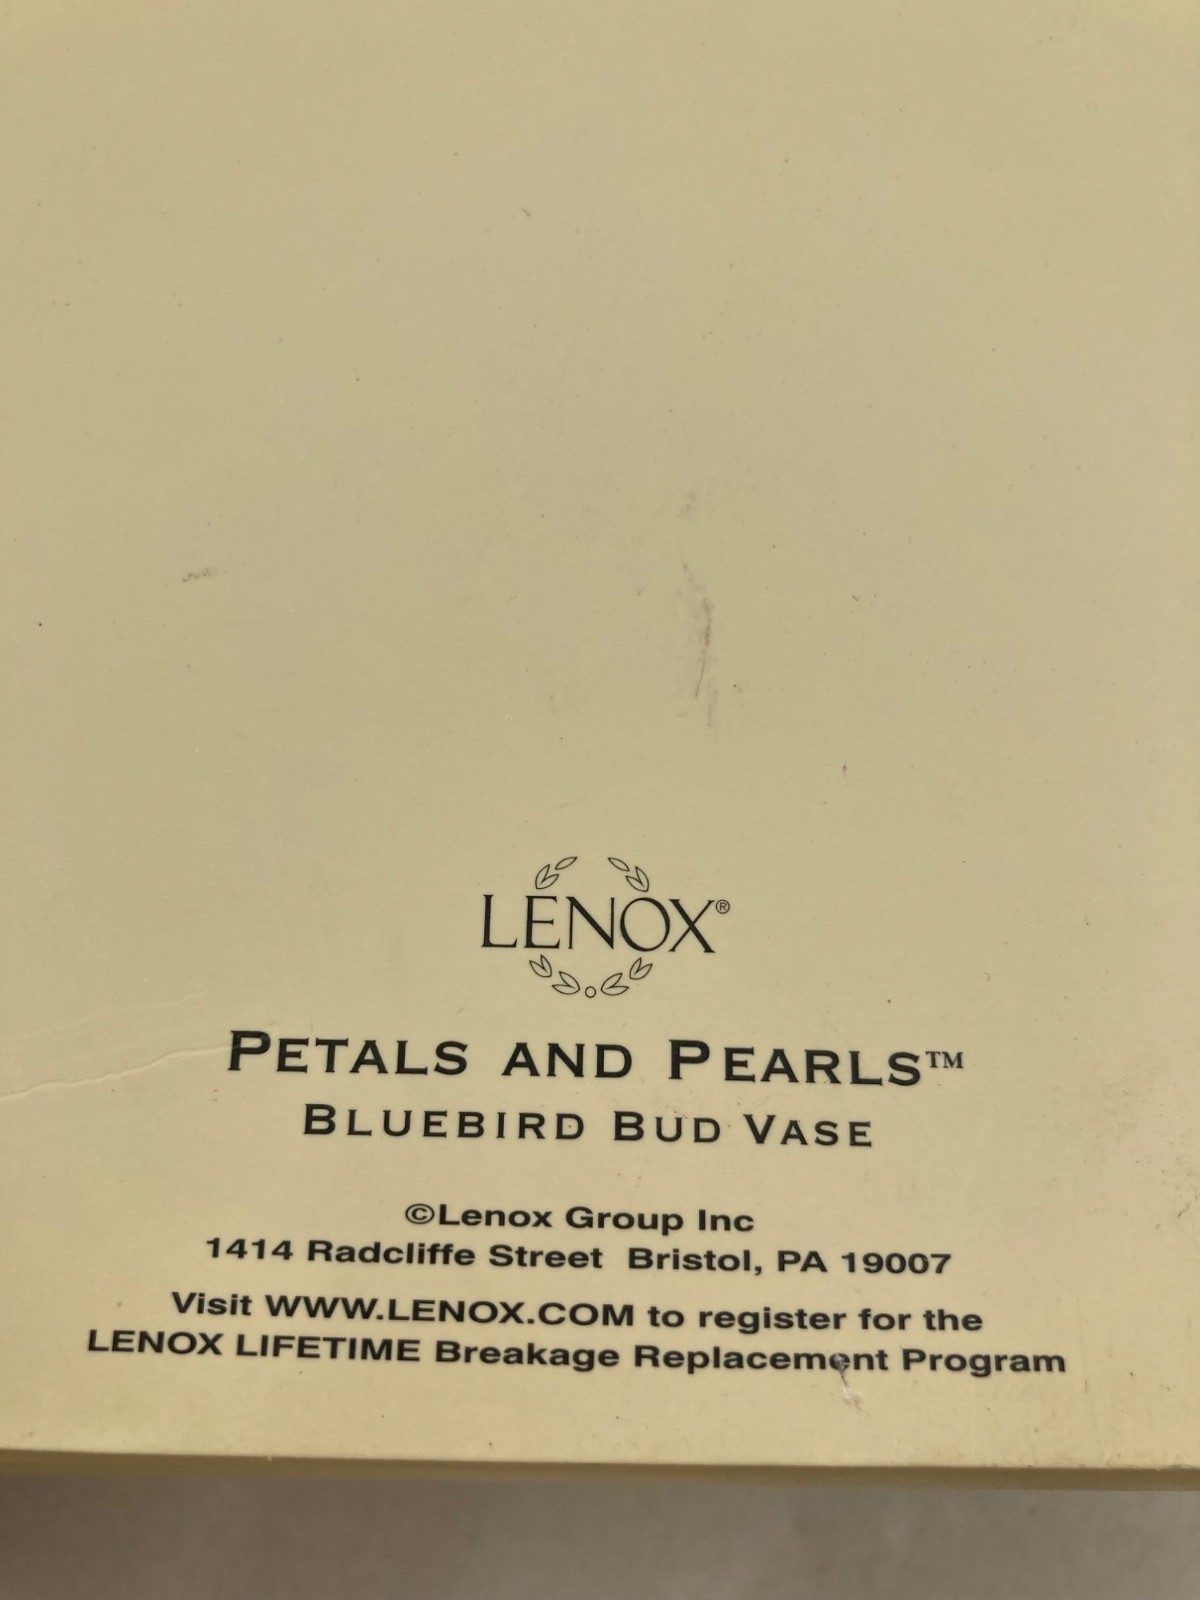 LENOX®
PETALS AND PEARLS™
BLUEBIRD BUD VASE
©Lenox Group Inc
1414 Radcliffe Street Bristol, PA 19007
Visit WWW.LENOX.COM to register for the
LENOX LIFETIME Breakage Replacement Program